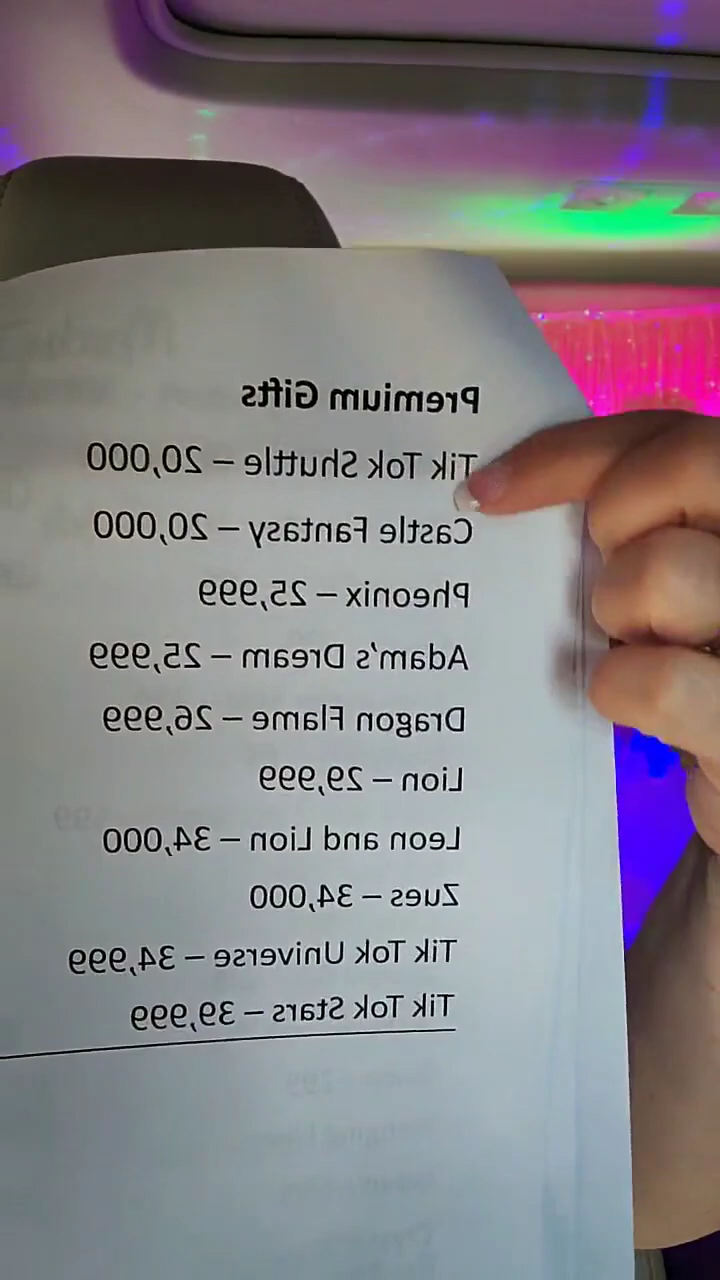 Premium Gifts
Tik Tok Shuttle – 20,000
Castle Fantasy – 20,000
Pheonix – 25,999
Adam's Dream – 25,999
Dragon Flame – 26,999
Lion – 29,999
Leon and Lion – 34,000
Zues – 34,000
Tik Tok Universe – 34,999
Tik Tok Stars – 39,999